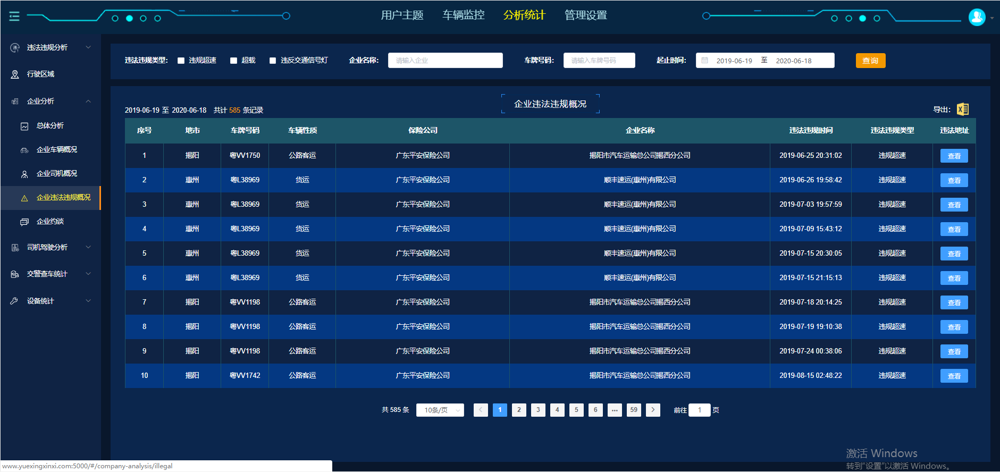 用户主题 车辆监控 分析统计 管理设置
违法违规分析
行驶区域
企业分析
总体分析
企业车辆概况
企业司机概况
企业违法违规概况
企业约谈
司机驾驶分析
交警查车统计
设备统计
违法违规类型: 违规超速 超载 违反交通信号灯 企业名称: 请输入企业 车牌号码: 请输入车牌号码 起止时间: 2019-06-19 至 2020-06-18 查询
企业违法违规概况
2019-06-19 至 2020-06-18 共计 585 条记录 导出:
序号 地市 车牌号码 车辆性质 保险公司 企业名称 违法违规时间 违法违规类型 违法地址
1 揭阳 粤VV1750 公路客运 广东平安保险公司 揭阳市汽车运输总公司揭西分公司 2019-06-25 20:31:02 违规超速 查看
2 惠州 粤L38969 货运 广东平安保险公司 顺丰速运(惠州)有限公司 2019-06-26 19:58:42 违规超速 查看
3 惠州 粤L38969 货运 广东平安保险公司 顺丰速运(惠州)有限公司 2019-07-03 19:57:59 违规超速 查看
4 惠州 粤L38969 货运 广东平安保险公司 顺丰速运(惠州)有限公司 2019-07-09 15:43:12 违规超速 查看
5 惠州 粤L38969 货运 广东平安保险公司 顺丰速运(惠州)有限公司 2019-07-15 20:30:05 违规超速 查看
6 惠州 粤L38969 货运 广东平安保险公司 顺丰速运(惠州)有限公司 2019-07-15 21:15:13 违规超速 查看
7 揭阳 粤VV1198 公路客运 广东平安保险公司 揭阳市汽车运输总公司揭西分公司 2019-07-18 20:14:25 违规超速 查看
8 揭阳 粤VV1198 公路客运 广东平安保险公司 揭阳市汽车运输总公司揭西分公司 2019-07-19 19:10:38 违规超速 查看
9 揭阳 粤VV1198 公路客运 广东平安保险公司 揭阳市汽车运输总公司揭西分公司 2019-07-24 00:38:06 违规超速 查看
10 揭阳 粤VV1742 公路客运 广东平安保险公司 揭阳市汽车运输总公司揭西分公司 2019-08-15 02:48:22 违规超速 查看
共 585 条 10条/页 < 1 2 3 4 5 6 ••• 59 > 前往 1 页
激活 Windows
转到“设置”以激活 Windows。
www.yuexingxinxi.com:5000/#/company-analysis/illegal